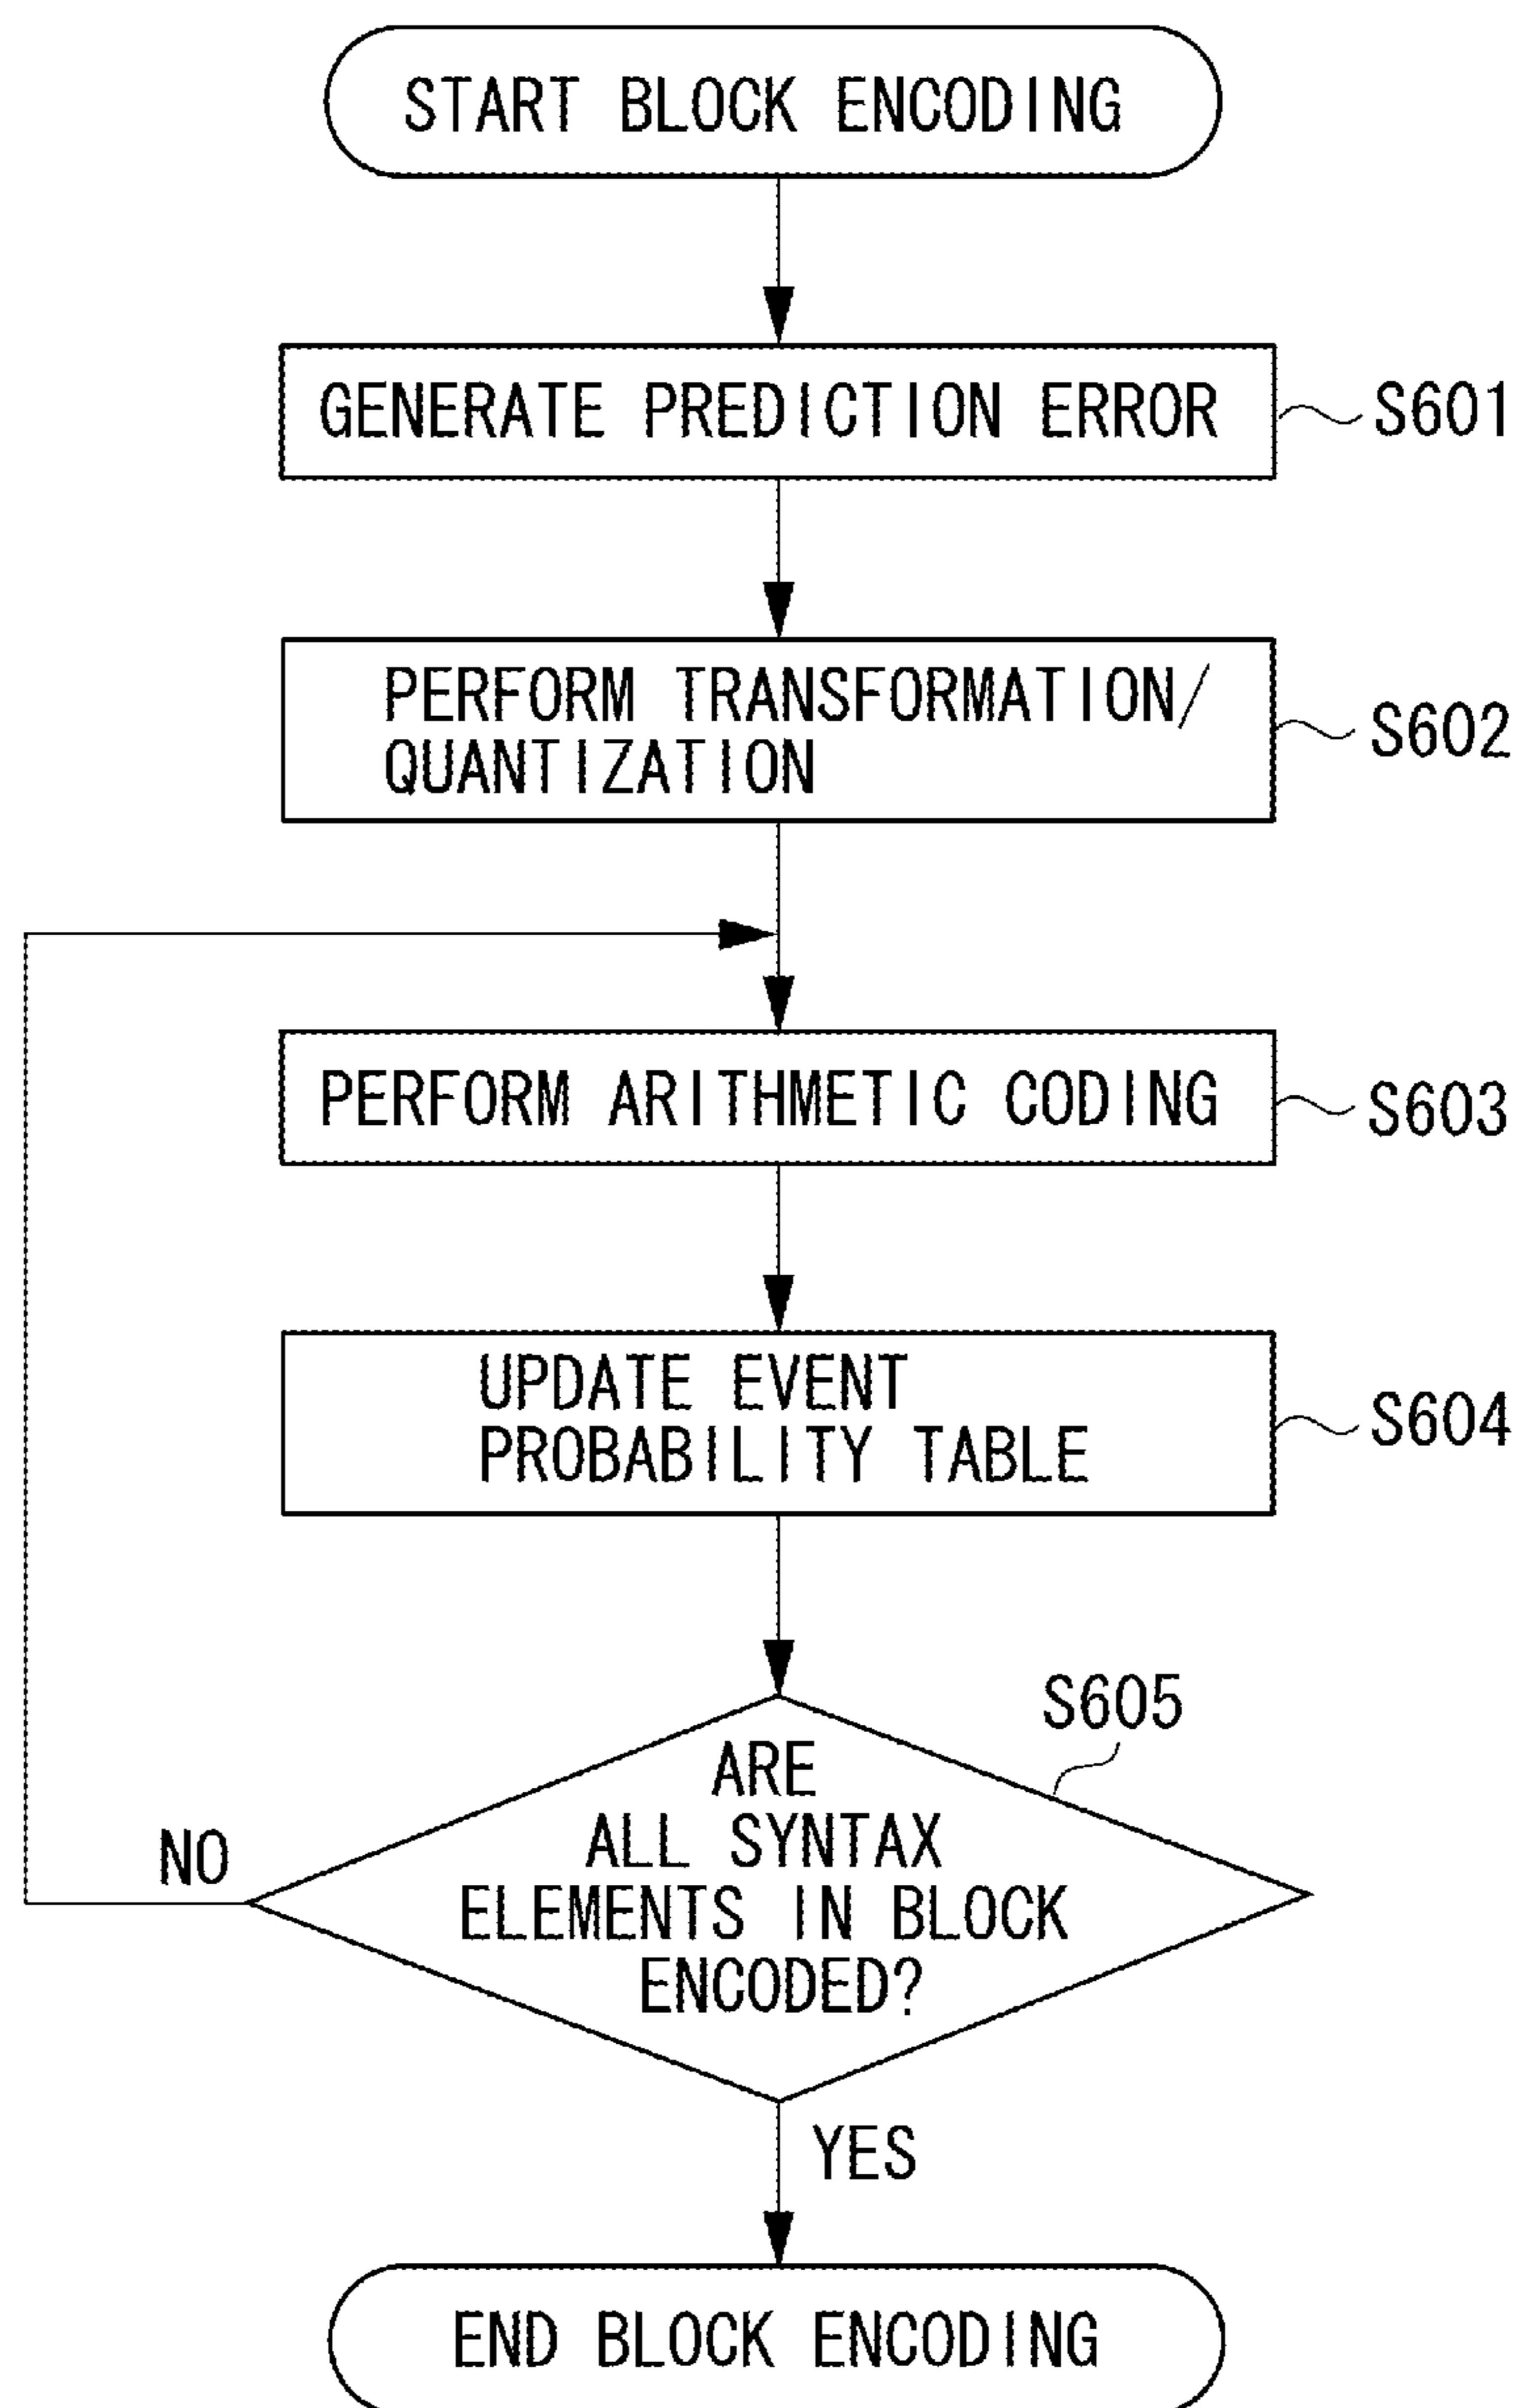 START BLOCK ENCODING
GENERATE PREDICTION ERROR
S601
PERFORM TRANSFORMATION/
QUANTIZATION
S602
PERFORM ARITHMETIC CODING
S603
UPDATE EVENT
PROBABILITY TABLE
S604
S605
ARE
ALL SYNTAX
ELEMENTS IN BLOCK
ENCODED?
NO
YES
END BLOCK ENCODING